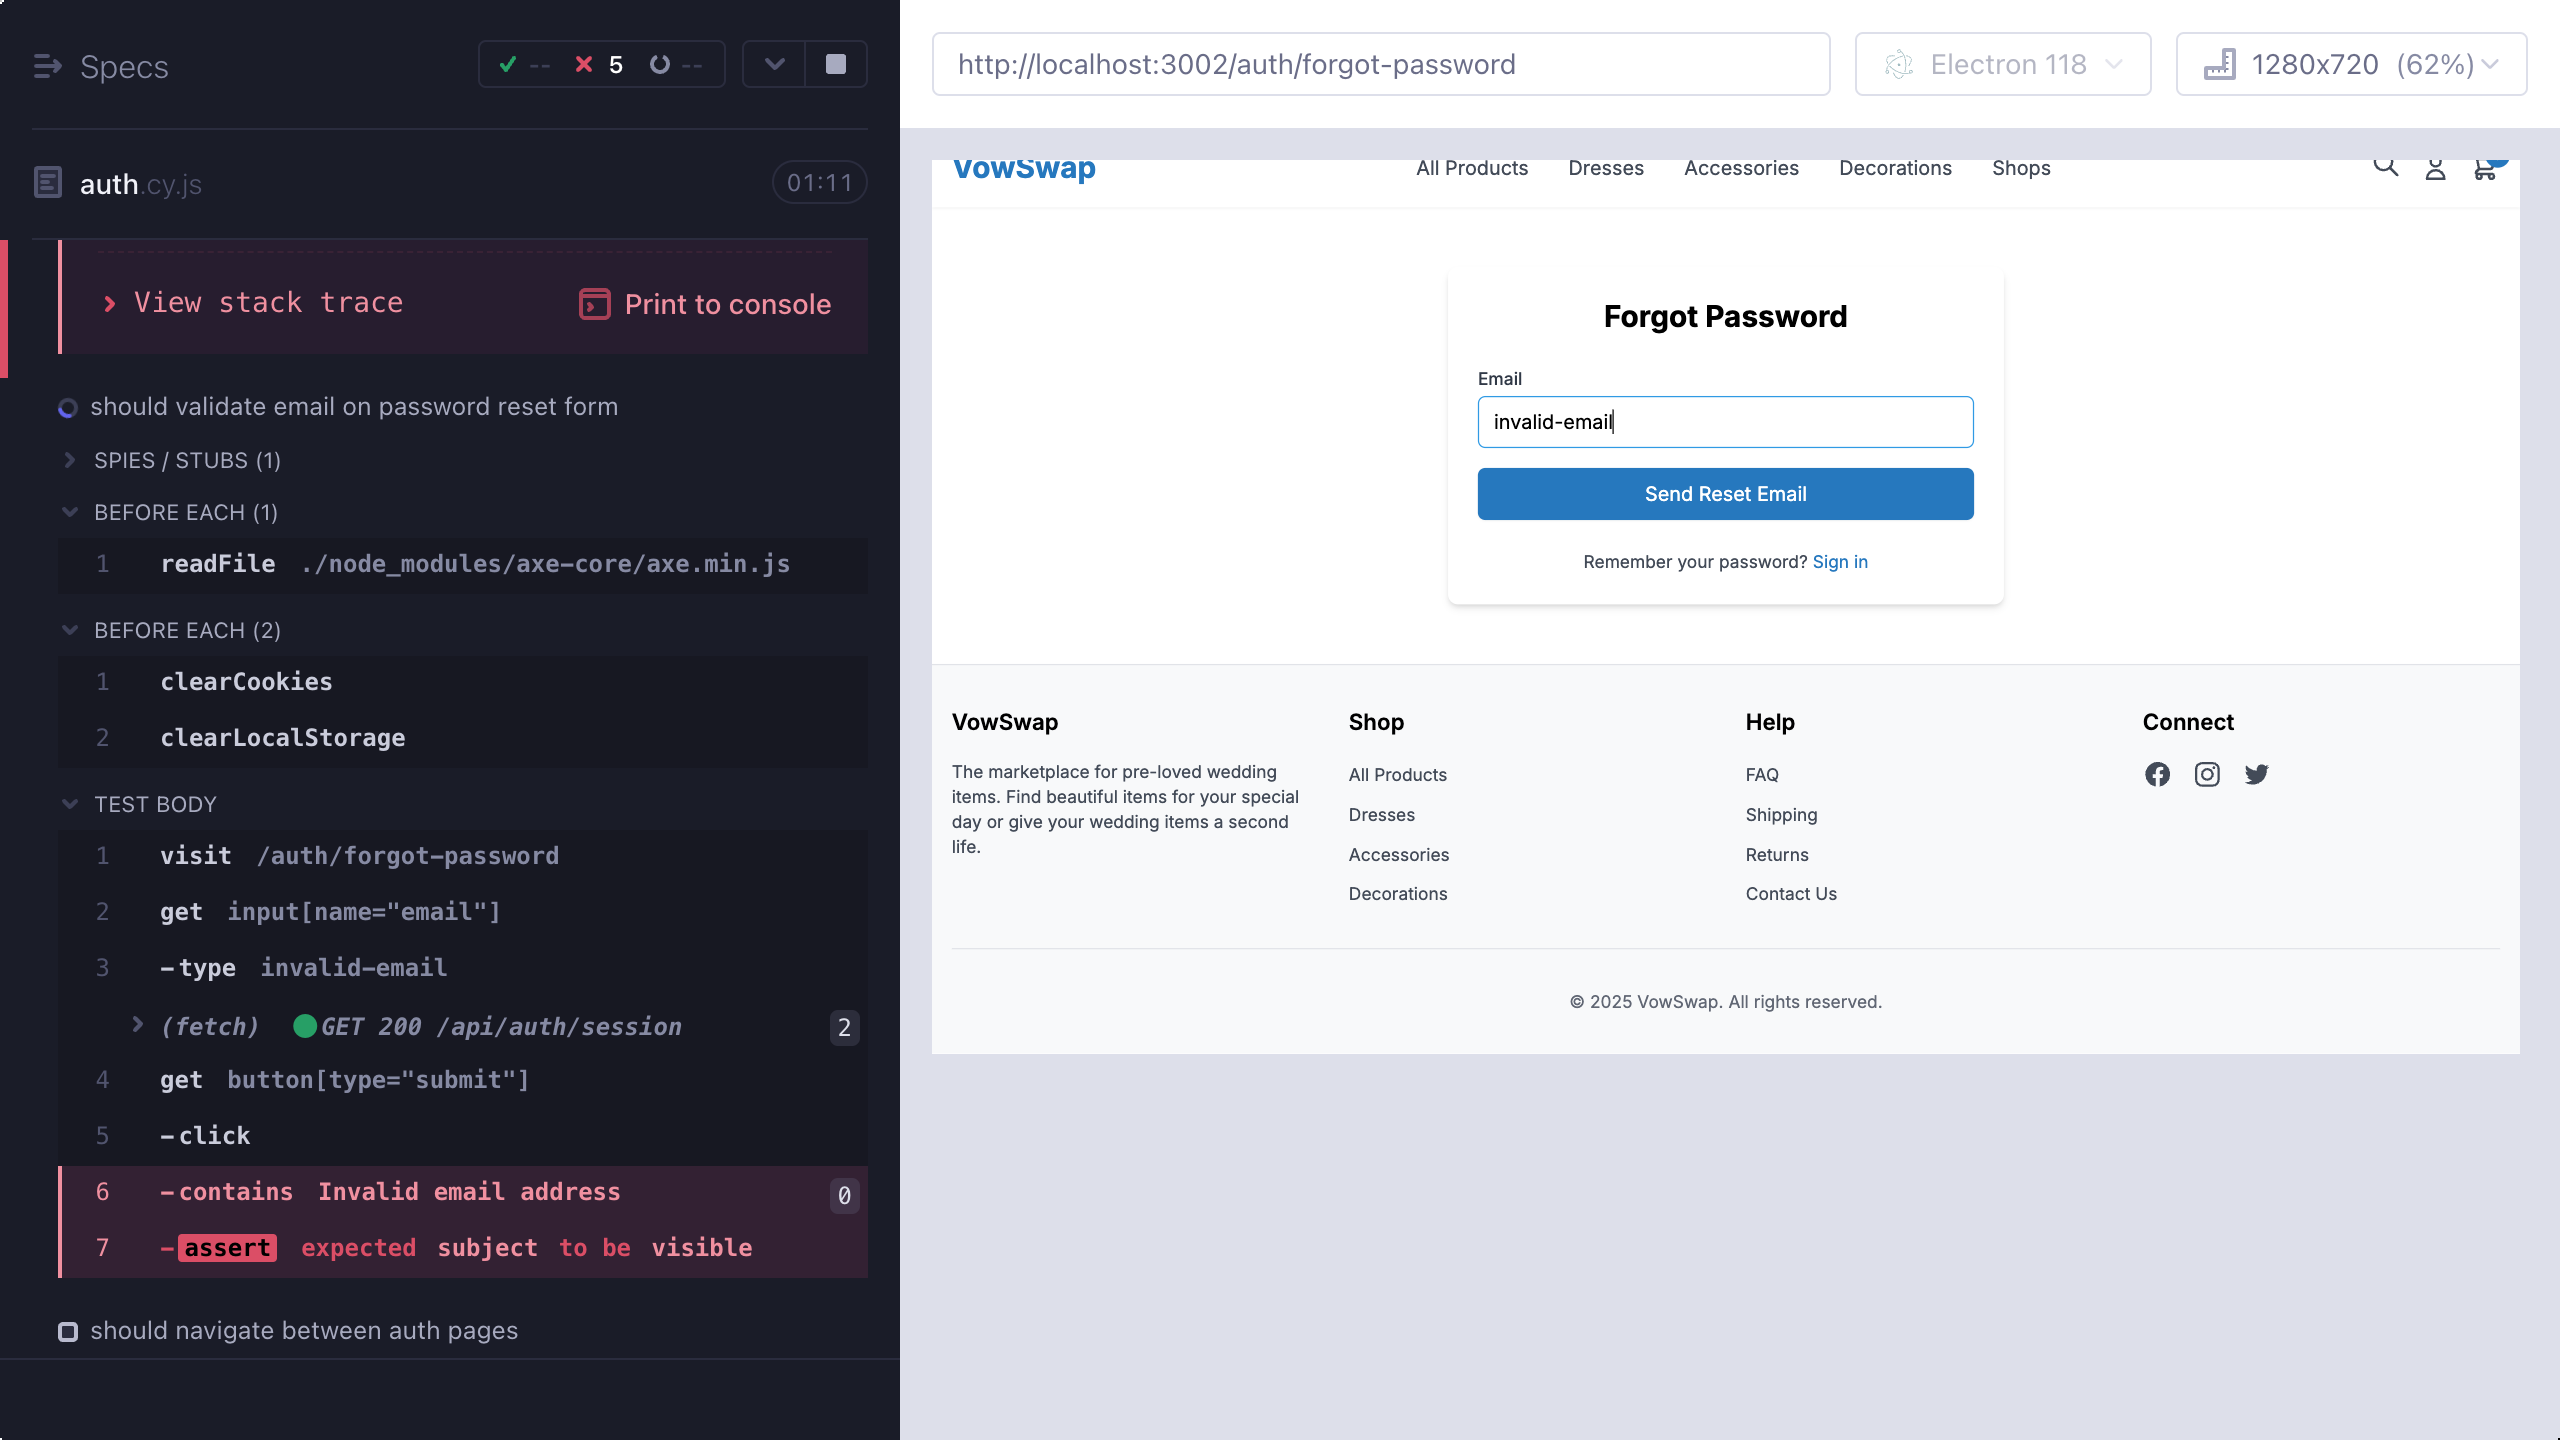 Specs
-- 5 --
auth.cy.js
01:11
View stack trace
Print to console
should validate email on password reset form
SPIES / STUBS (1)
BEFORE EACH (1)
1 readFile ./node_modules/axe-core/axe.min.js
BEFORE EACH (2)
1 clearCookies
2 clearLocalStorage
TEST BODY
1 visit /auth/forgot-password
2 get input[name="email"]
3 -type invalid-email
(fetch) GET 200 /api/auth/session 2
4 get button[type="submit"]
5 -click
6 -contains Invalid email address 0
7 -assert expected subject to be visible
should navigate between auth pages
http://localhost:3002/auth/forgot-password
Electron 118
1280x720 (62%)
VowSwap
All Products
Dresses
Accessories
Decorations
Shops
Forgot Password
Email
invalid-email
Send Reset Email
Remember your password? Sign in
VowSwap
The marketplace for pre-loved wedding
items. Find beautiful items for your special
day or give your wedding items a second
life.
Shop
All Products
Dresses
Accessories
Decorations
Help
FAQ
Shipping
Returns
Contact Us
Connect
© 2025 VowSwap. All rights reserved.